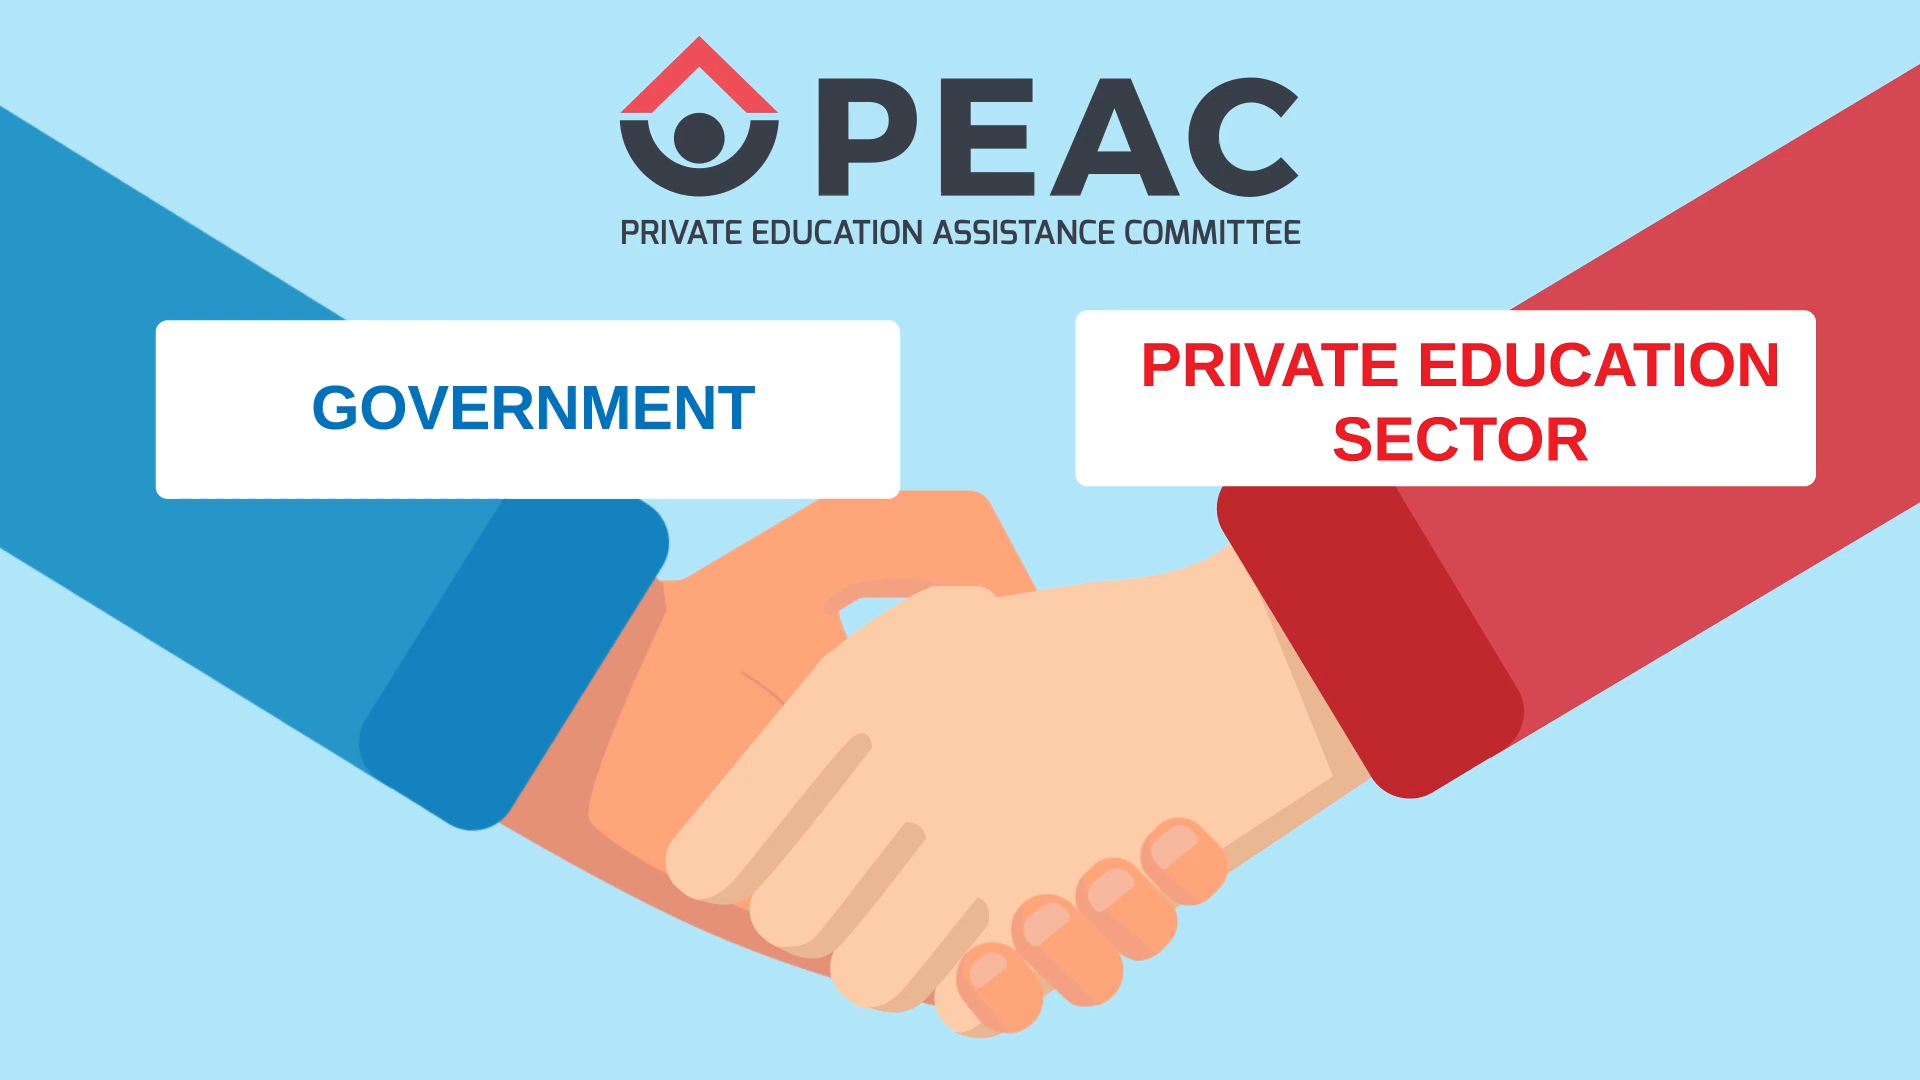 PEAC
PRIVATE EDUCATION ASSISTANCE COMMITTEE
GOVERNMENT
PRIVATE EDUCATION
SECTOR